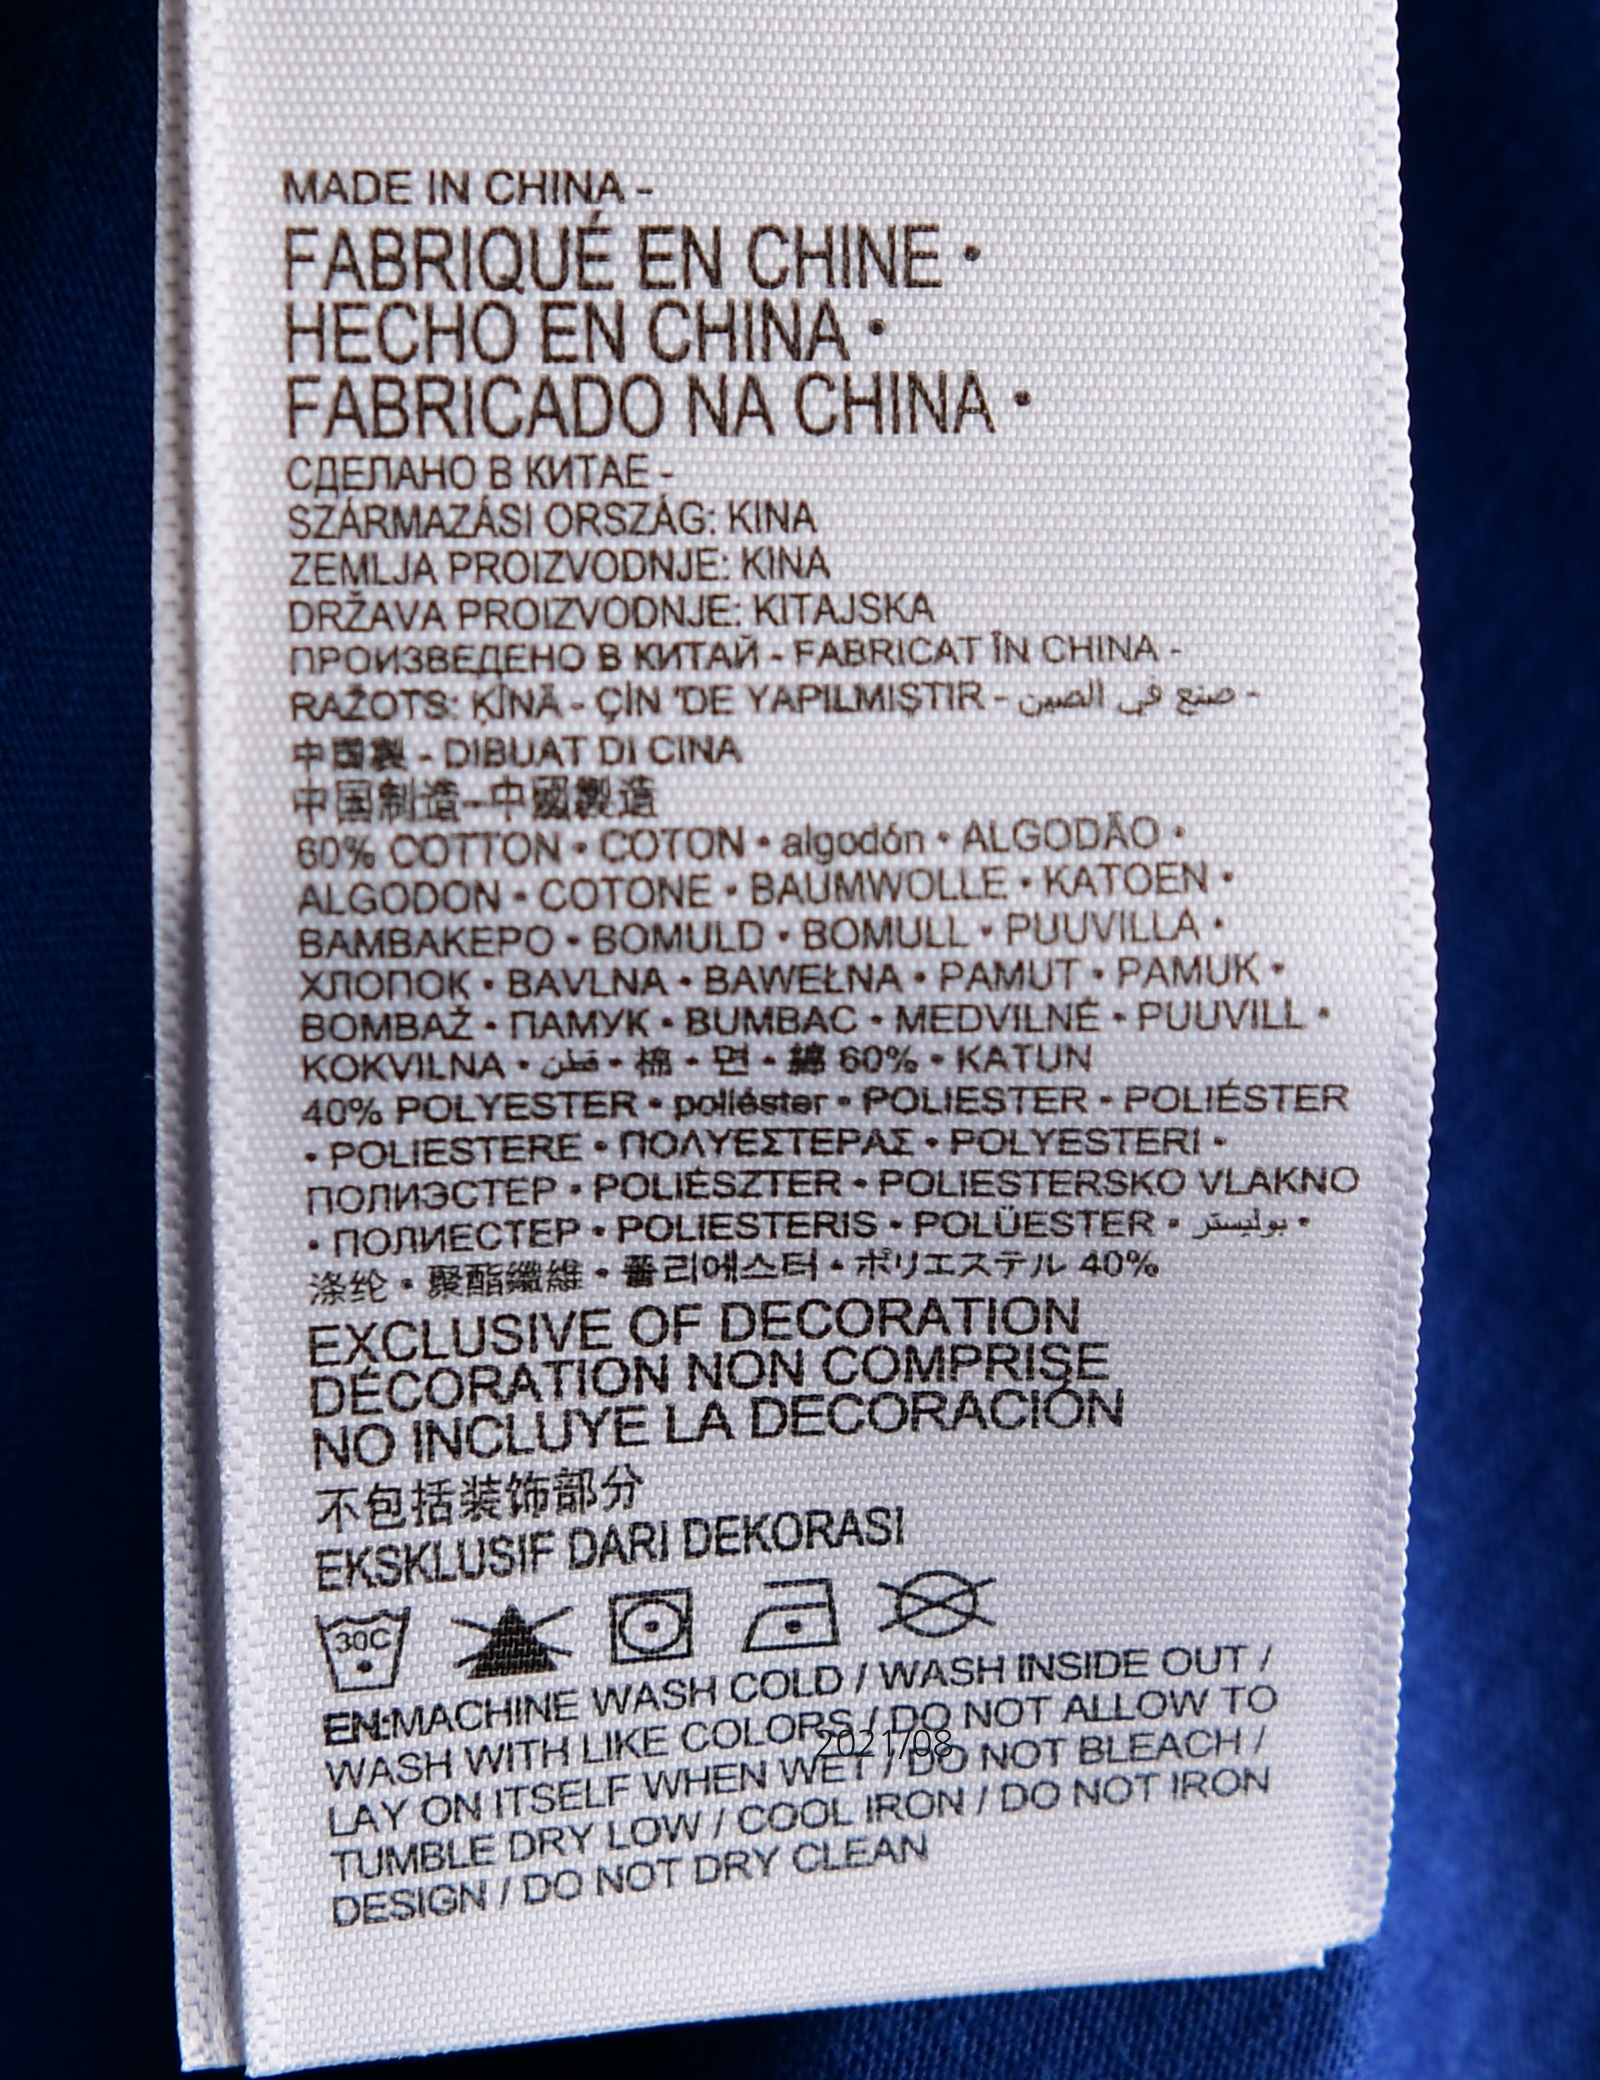 MADE IN CHINA -
FABRIQUÉ EN CHINE •
HECHO EN CHINA •
FABRICADO NA CHINA •
СДЕЛАНО В КИТАЕ -
SZÁRMAZÁSI ORSZÁG: KINA
ZEMLJA PROIZVODNJE: KINA
DRŽAVA PROIZVODNJE: KITAJSKA
ПРОИЗВЕДЕНО В КИТАЙ - FABRICAT ÎN CHINA -
RAŽOTS: ĶĪNĀ - ÇİN 'DE YAPILMIŞTIR - صنع في الصين -
中国製 - DIBUAT DI CINA
中国制造-中國製造
60% COTTON • COTON • algodón • ALGODÃO •
ALGODON • COTONE • BAUMWOLLE • KATOEN •
BAMBAKEPO • BOMULD • BOMULL • PUUVILLA •
ХЛОПОК • BAVLNA • BAWEŁNA • PAMUT • PAMUK •
BOMBAŽ • ПАМУК • BUMBAC • MEDVILNĖ • PUUVILL •
KOKVILNA • قطن • 棉 • 면 • 綿 60% • KATUN
40% POLYESTER • poliéster • POLIESTER • POLIÉSTER
• POLIESTERE • ΠΟΛΥΕΣΤΕΡΑΣ • POLYESTERI •
ПОЛИЭСТЕР • POLIÉSZTER • POLIESTERSKO VLAKNO
• ПОЛИЕСТЕР • POLIESTERIS • POLÜESTER • بوليستر •
涤纶 • 聚酯纖維 • 폴리에스터 • ポリエステル 40%
EXCLUSIVE OF DECORATION
DÉCORATION NON COMPRISE
NO INCLUYE LA DECORACIÓN
不包括装饰部分
EKSKLUSIF DARI DEKORASI
30C
EN:MACHINE WASH COLD / WASH INSIDE OUT /
WASH WITH LIKE COLORS / DO NOT ALLOW TO
2021/08
LAY ON ITSELF WHEN WET / DO NOT BLEACH /
TUMBLE DRY LOW / COOL IRON / DO NOT IRON
DESIGN / DO NOT DRY CLEAN